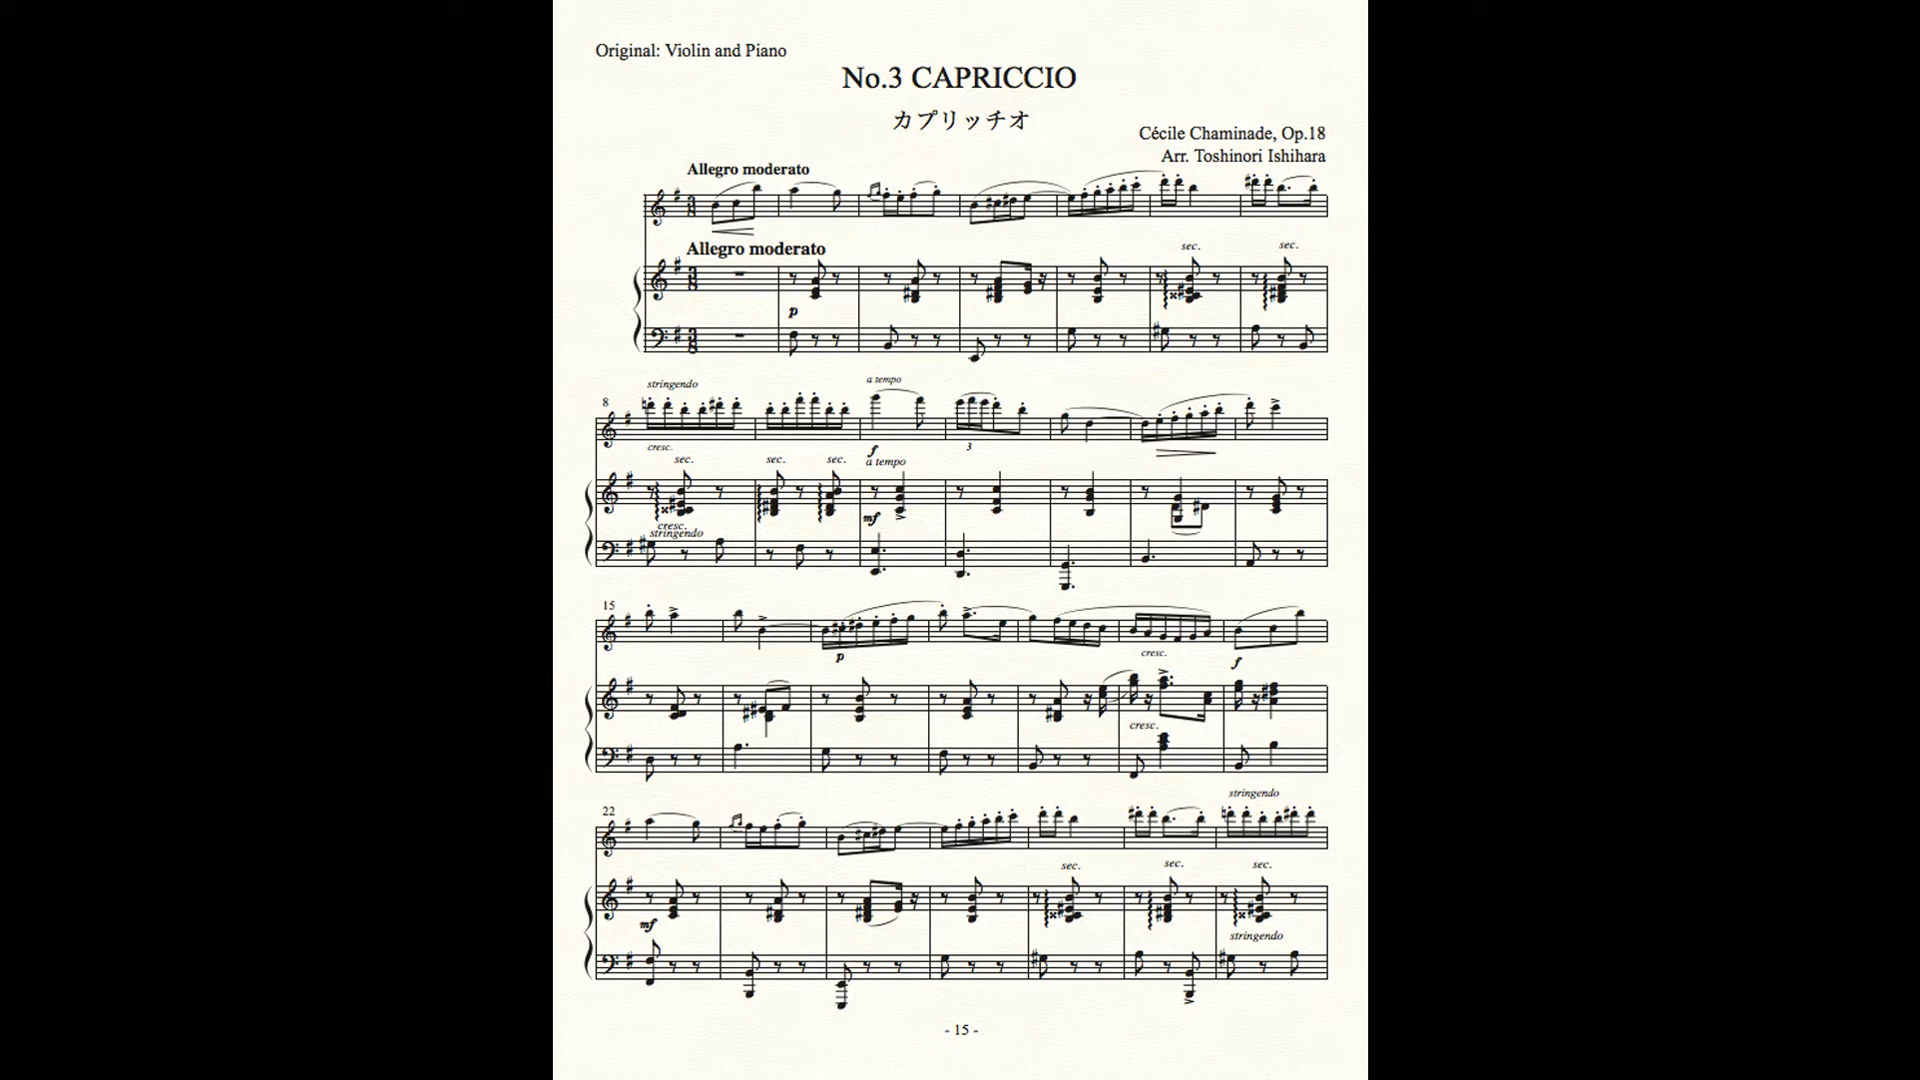 Original: Violin and Piano
No.3 CAPRICCIO
カプリッチオ
Cécile Chaminade, Op.18
Arr. Toshinori Ishihara
Allegro moderato
Allegro moderato
sec. sec.
p
stringendo a tempo
8
cresc. f 3
sec. sec. sec. a tempo
mf
cresc.
stringendo
15
p cresc. f
cresc.
stringendo
22
sec. sec. sec.
mf
stringendo
- 15 -